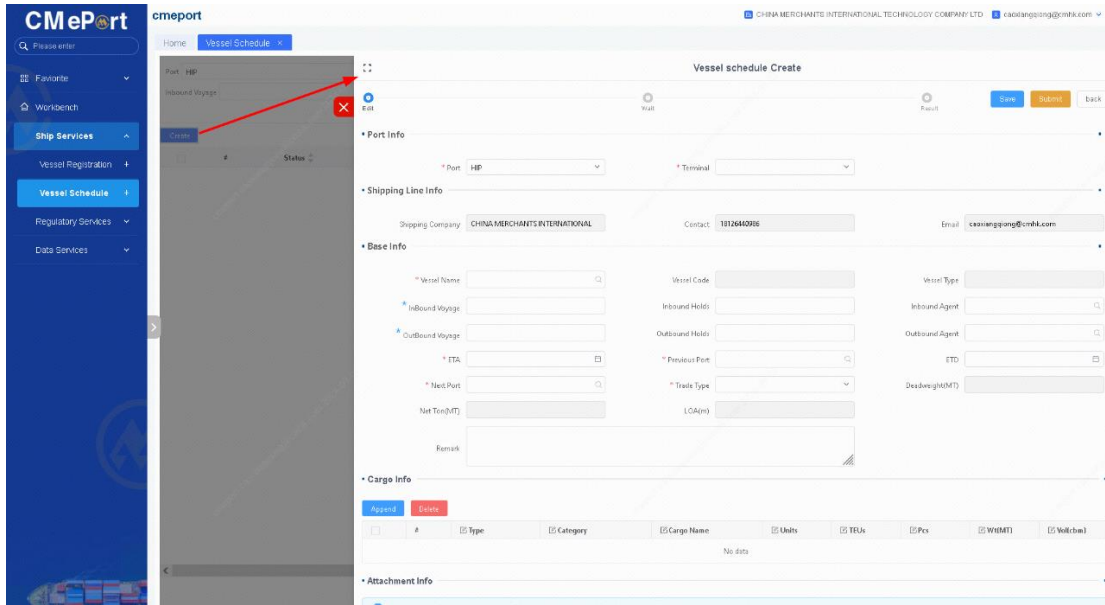 CMePort
cmeport
CHINA MERCHANTS INTERNATIONAL TECHNOLOGY COMPANY LTD
caoxiangqiong@cmhk.com
Please enter
Home
Vessel Schedule ×
Favionte
Workbench
Ship Services
Vessel Registration +
Vessel Schedule +
Regulatory Services
Data Services
Port HIP
Inbound Voyage
Create
# Status
Vessel schedule Create
Edit
Wait
Result
Save Submit back
• Port Info
* Port HIP
* Terminal
• Shipping Line Info
Shipping Company CHINA MERCHANTS INTERNATIONAL
Contact 18126440986
Email caoxiangqiong@cmhk.com
• Base Info
* Vessel Name Vessel Code Vessel Type
* InBound Voyage Inbound Holds Inbound Agent
* OutBound Voyage Outbound Holds Outbound Agent
* ETA * Previous Port ETD
* Next Port * Trade Type Deadweight(MT)
Net Ton(MT) LOA(m)
Remark
• Cargo Info
Append Delete
# Type Category Cargo Name Units TEUs Pcs Wt(MT) Vol(cbm)
No data
• Attachment Info